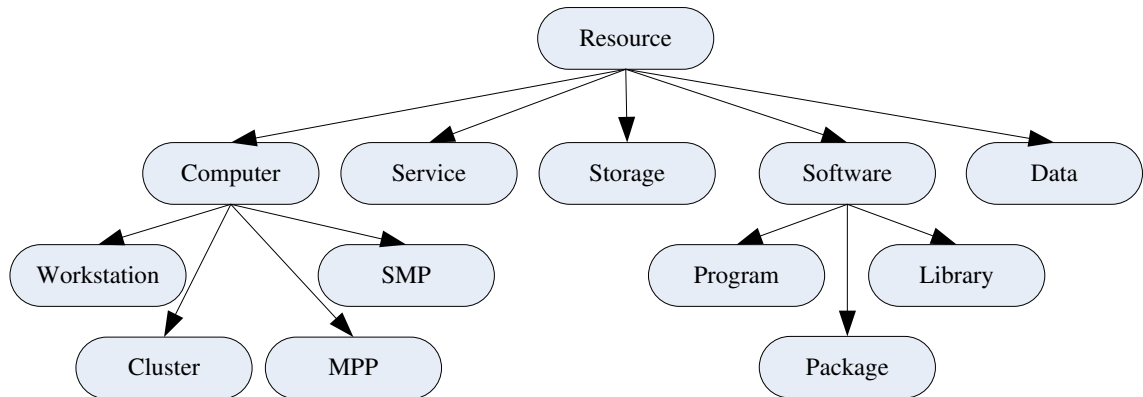 Resource
Computer
Service
Storage
Software
Data
Workstation
SMP
Program
Library
Cluster
MPP
Package